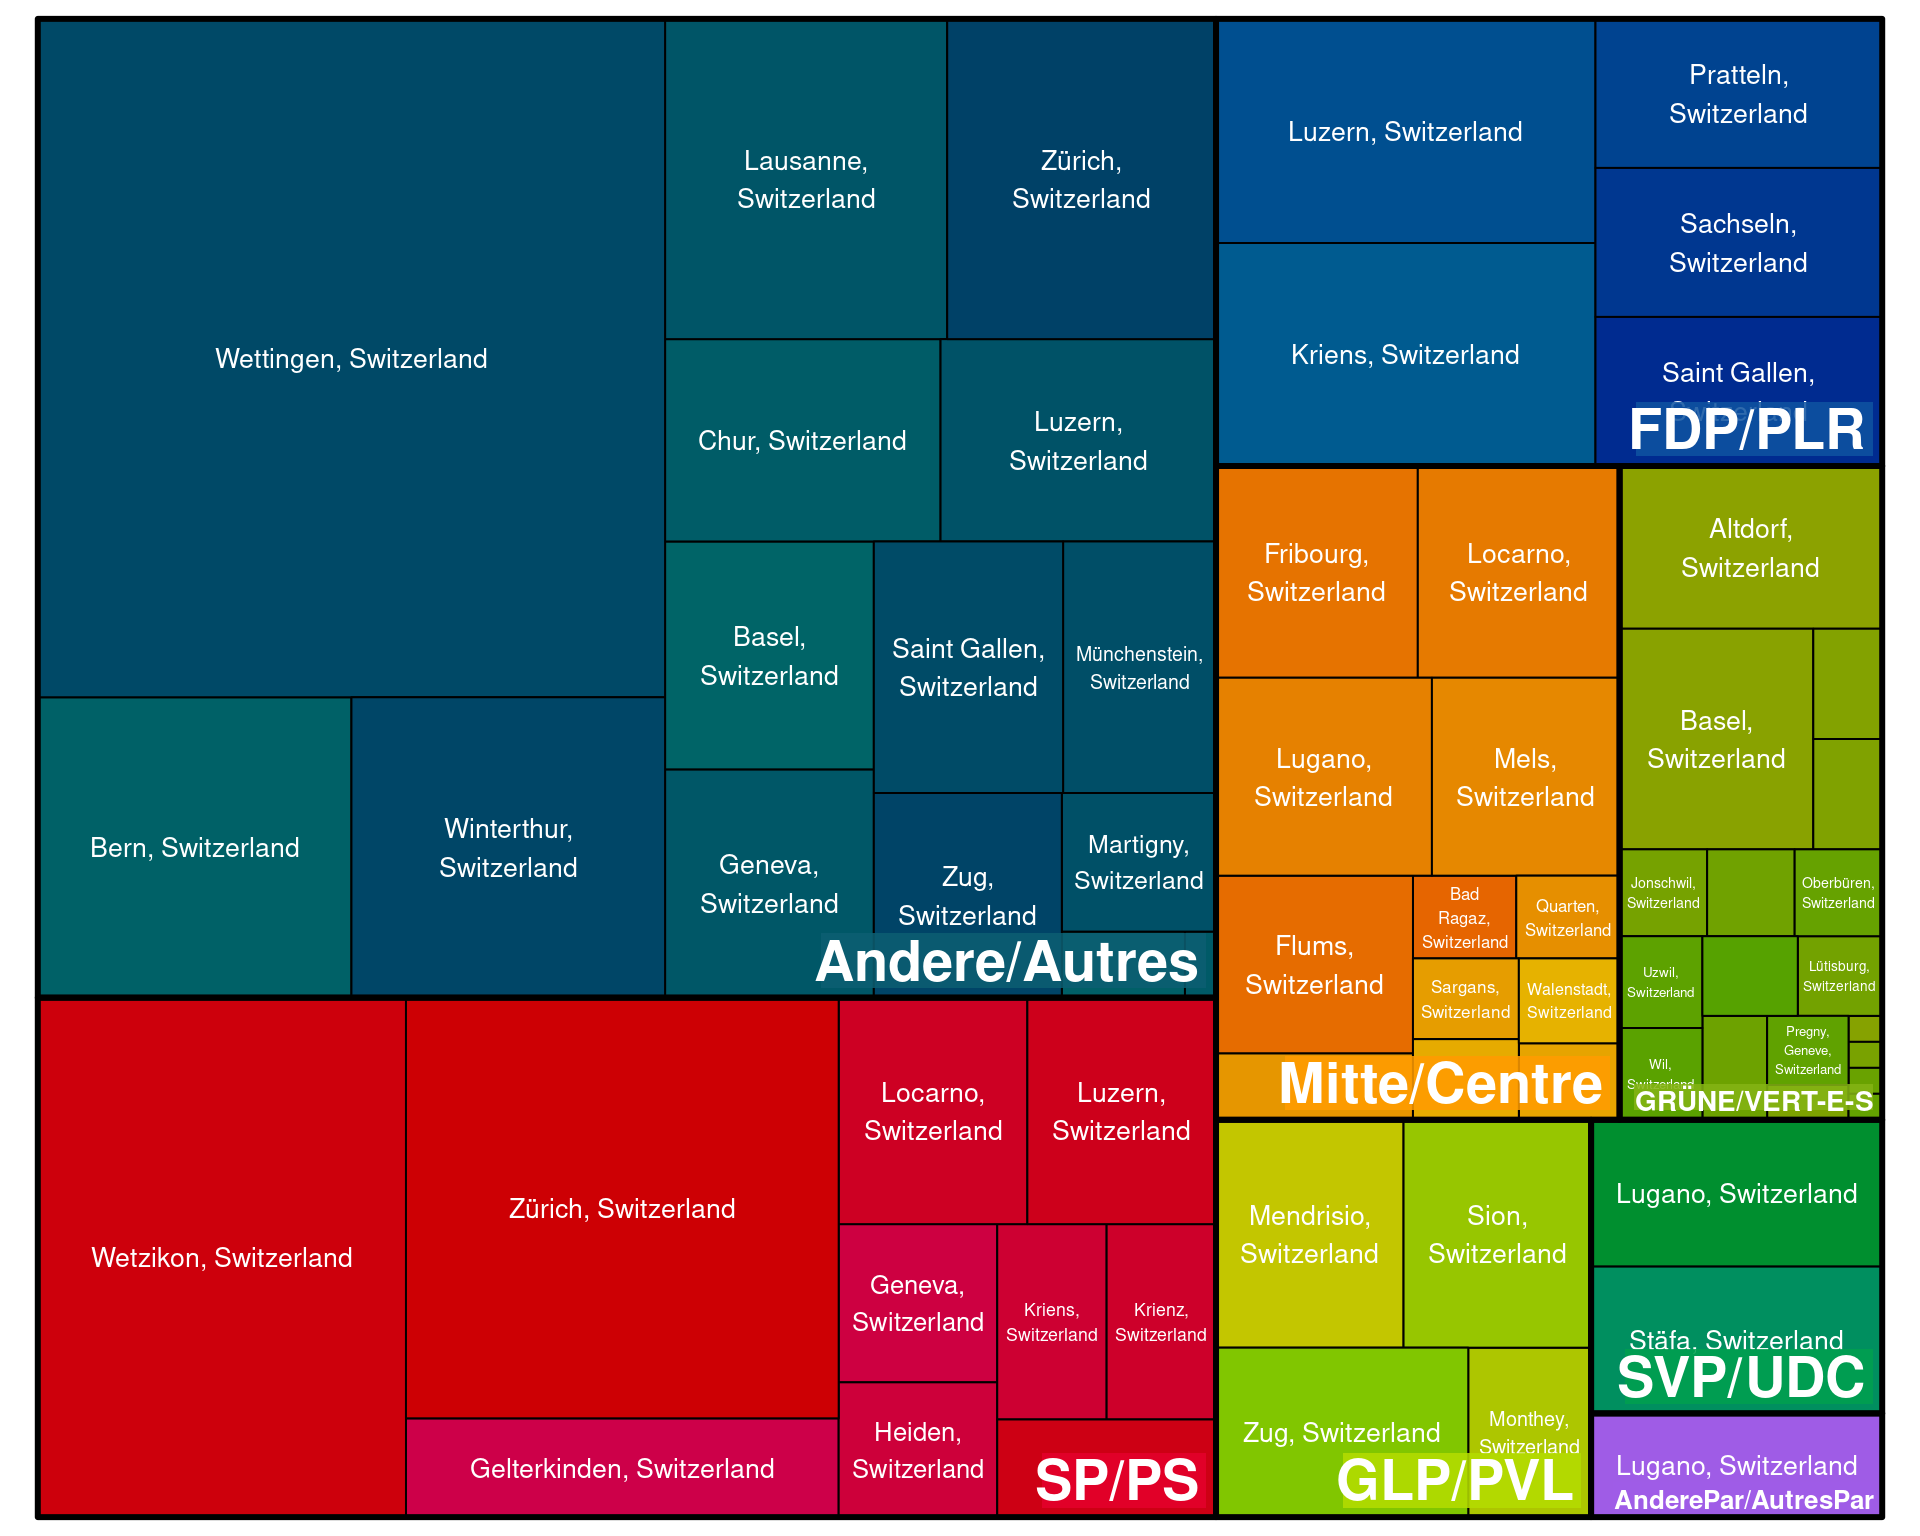 Wettingen, Switzerland
Lausanne,
Switzerland
Zürich,
Switzerland
Chur, Switzerland
Luzern,
Switzerland
Basel,
Switzerland
Saint Gallen,
Switzerland
Münchenstein,
Switzerland
Bern, Switzerland
Winterthur,
Switzerland
Geneva,
Switzerland
Zug,
Switzerland
Martigny,
Switzerland
Andere/Autres
Luzern, Switzerland
Pratteln,
Switzerland
Sachseln,
Switzerland
Kriens, Switzerland
Saint Gallen,
Switzerland
FDP/PLR
Fribourg,
Switzerland
Locarno,
Switzerland
Lugano,
Switzerland
Mels,
Switzerland
Flums,
Switzerland
Bad
Ragaz,
Switzerland
Quarten,
Switzerland
Sargans,
Switzerland
Walenstadt,
Switzerland
Mitte/Centre
Altdorf,
Switzerland
Basel,
Switzerland
Jonschwil,
Switzerland
Oberbüren,
Switzerland
Uzwil,
Switzerland
Lütisburg,
Switzerland
Wil,
Switzerland
Pregny,
Geneve,
Switzerland
GRÜNE/VERT-E-S
Wetzikon, Switzerland
Zürich, Switzerland
Gelterkinden, Switzerland
Locarno,
Switzerland
Luzern,
Switzerland
Geneva,
Switzerland
Kriens,
Switzerland
Krienz,
Switzerland
Heiden,
Switzerland
SP/PS
Mendrisio,
Switzerland
Sion,
Switzerland
Zug, Switzerland
Monthey,
Switzerland
GLP/PVL
Lugano, Switzerland
Stäfa, Switzerland
SVP/UDC
Lugano, Switzerland
AnderePar/AutresPar